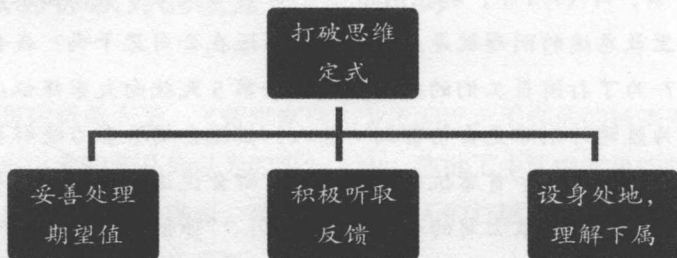 打破思维
定式
妥善处理
期望值
积极听取
反馈
设身处地，
理解下属